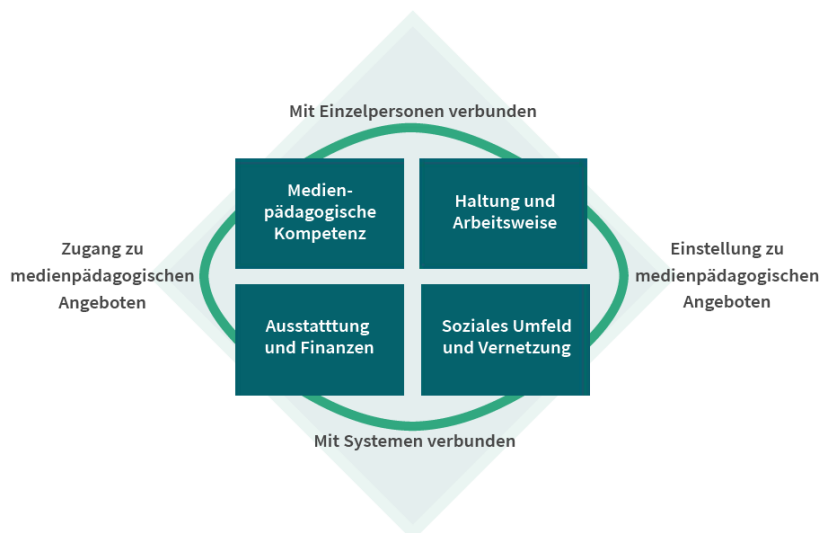 Mit Einzelpersonen verbunden
Medien-
pädagogische
Kompetenz
Haltung und
Arbeitsweise
Zugang zu
medienpädagogischen
Angeboten
Einstellung zu
medienpädagogischen
Angeboten
Ausstatttung
und Finanzen
Soziales Umfeld
und Vernetzung
Mit Systemen verbunden